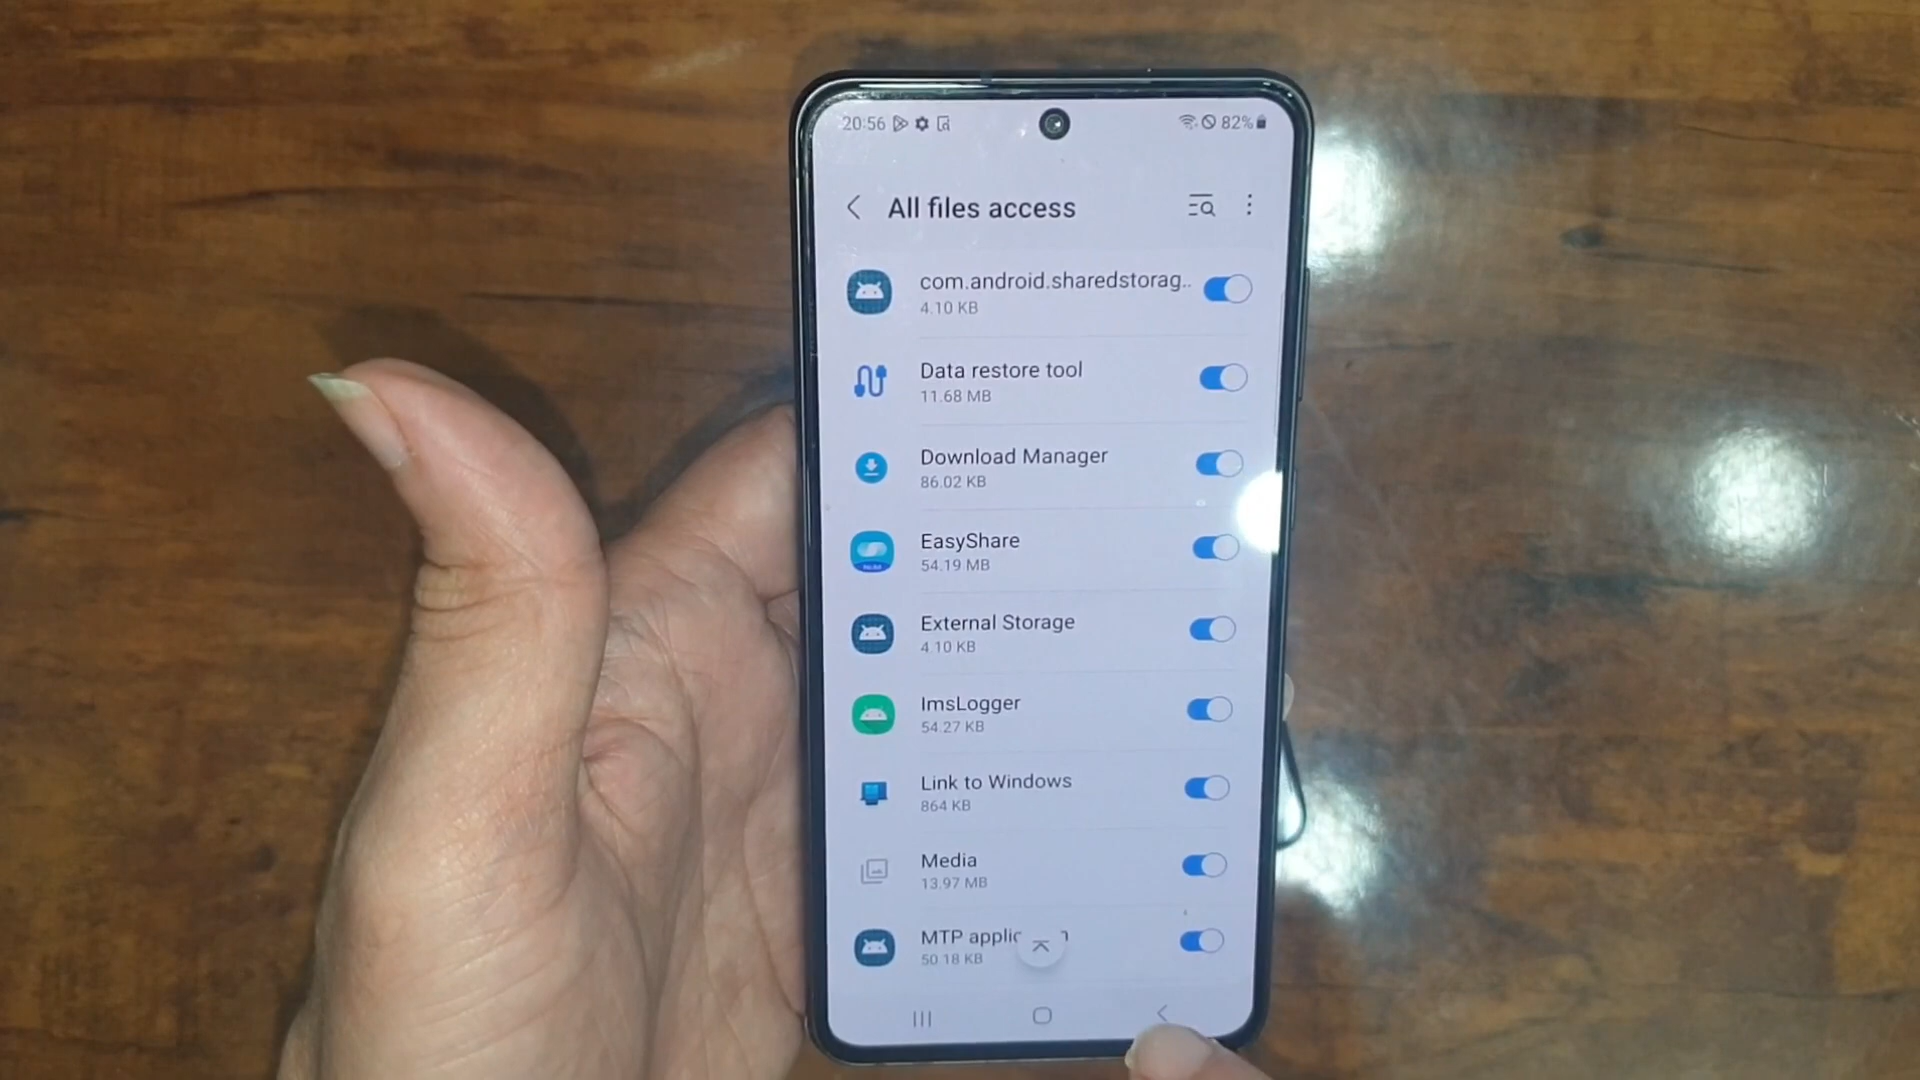 20:56 82%
All files access
com.android.sharedstorag..
4.10 KB
Data restore tool
11.68 MB
Download Manager
86.02 KB
EasyShare
54.19 MB
External Storage
4.10 KB
ImsLogger
54.27 KB
Link to Windows
864 KB
Media
13.97 MB
MTP applic
50.18 KB